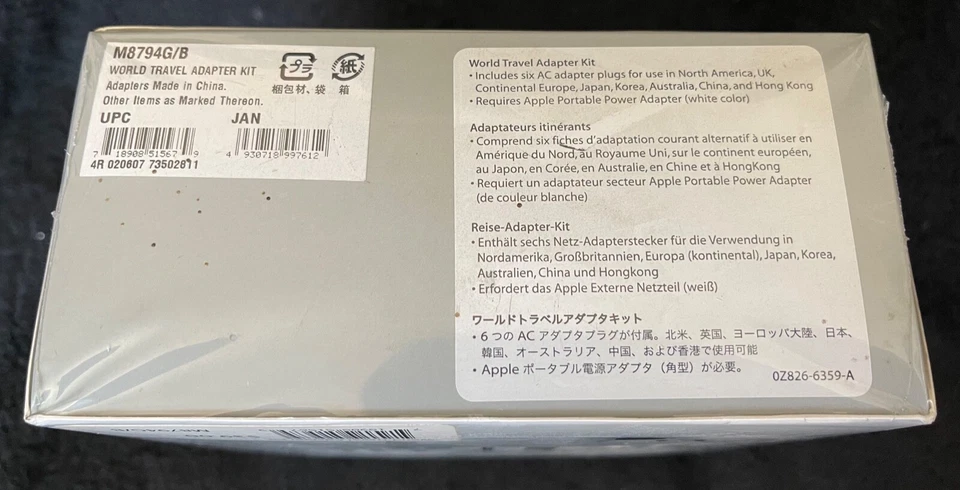 M8794G/B
WORLD TRAVEL ADAPTER KIT
Adapters Made in China.
Other Items as Marked Thereon.
プラ 紙
梱包材、袋 箱
UPC JAN
7 18908 51567 9 4 930718 997612
4R 020607 73502811
World Travel Adapter Kit
• Includes six AC adapter plugs for use in North America, UK,
Continental Europe, Japan, Korea, Australia, China, and Hong Kong
• Requires Apple Portable Power Adapter (white color)
Adaptateurs itinérants
• Comprend six fiches d'adaptation courant alternatif à utiliser en
Amérique du Nord, au Royaume Uni, sur le continent européen,
au Japon, en Corée, en Australie, en Chine et à HongKong
• Requiert un adaptateur secteur Apple Portable Power Adapter
(de couleur blanche)
Reise-Adapter-Kit
• Enthält sechs Netz-Adapterstecker für die Verwendung in
Nordamerika, Großbritannien, Europa (kontinental), Japan, Korea,
Australien, China und Hongkong
• Erfordert das Apple Externe Netzteil (weiß)
ワールドトラベルアダプタキット
• 6 つの AC アダプタプラグが付属。北米、英国、ヨーロッパ大陸、日本、
韓国、オーストラリア、中国、および香港で使用可能
• Apple ポータブル電源アダプタ（角型）が必要。
0Z826-6359-A